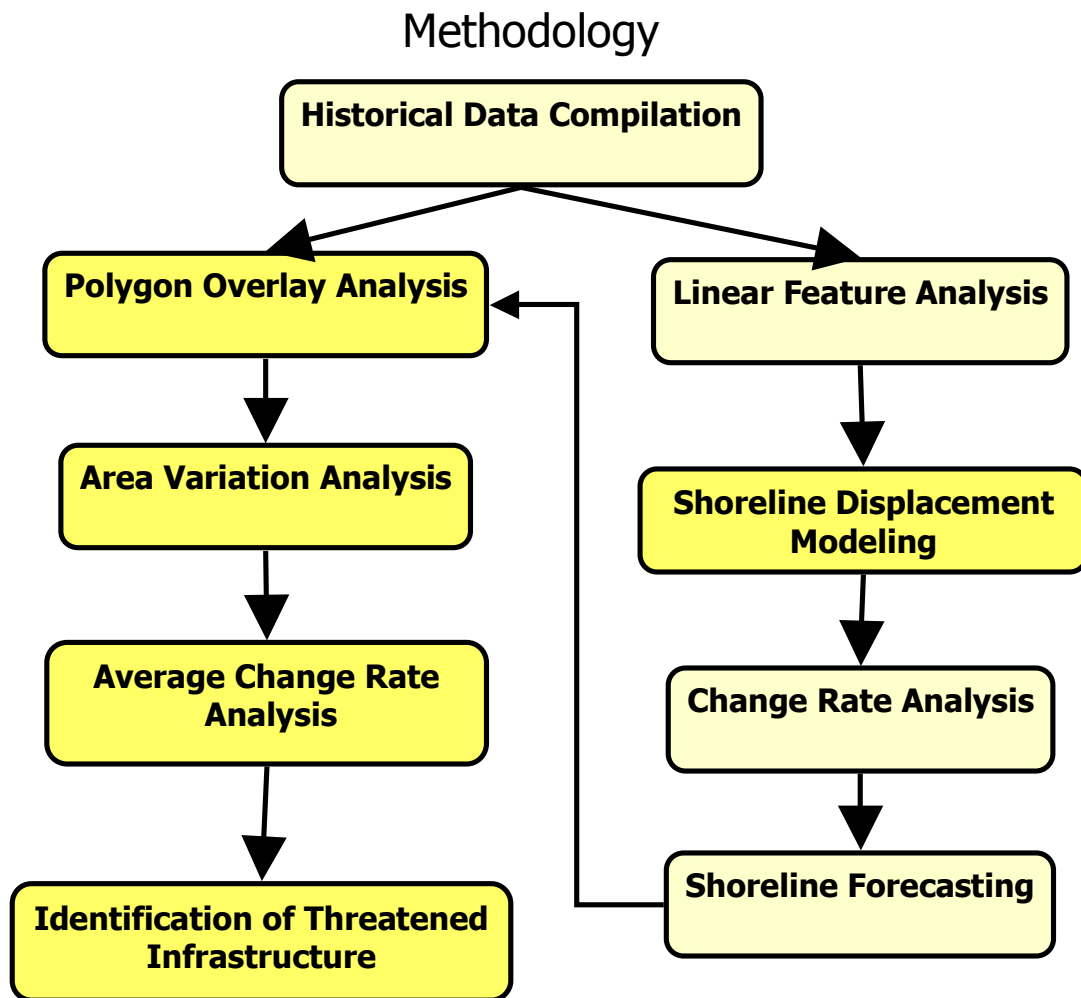 Methodology
Historical Data Compilation
Polygon Overlay Analysis
Linear Feature Analysis
Area Variation Analysis
Shoreline Displacement
Modeling
Average Change Rate
Analysis
Change Rate Analysis
Shoreline Forecasting
Identification of Threatened
Infrastructure